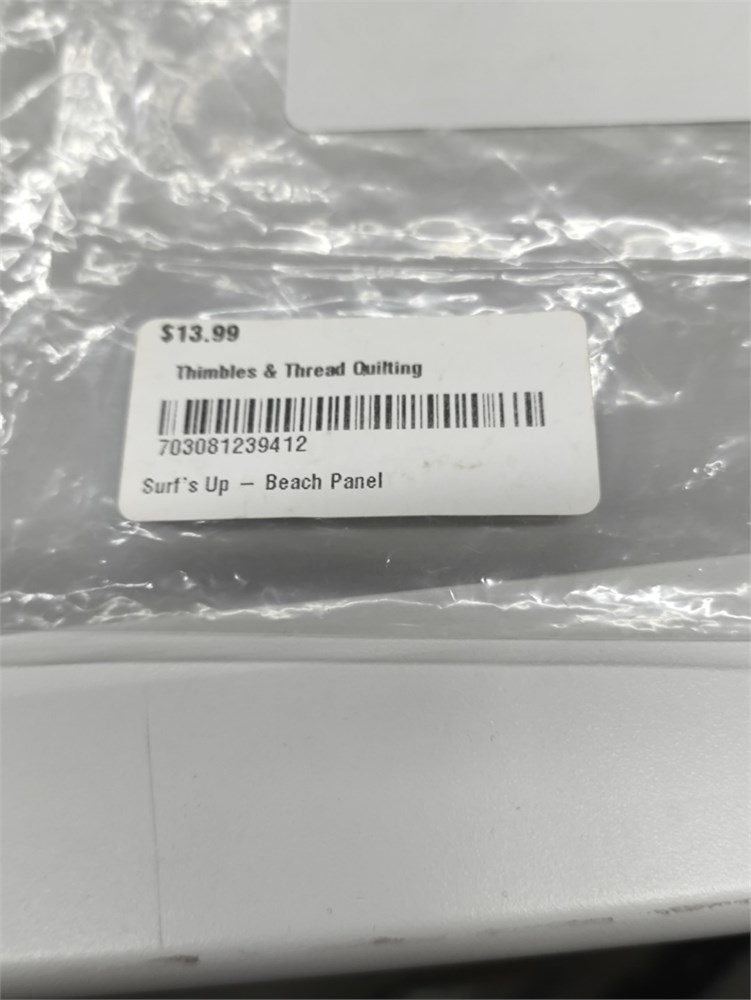 $13.99
Thimbles & Thread Quilting
703081239412
Surf's Up — Beach Panel